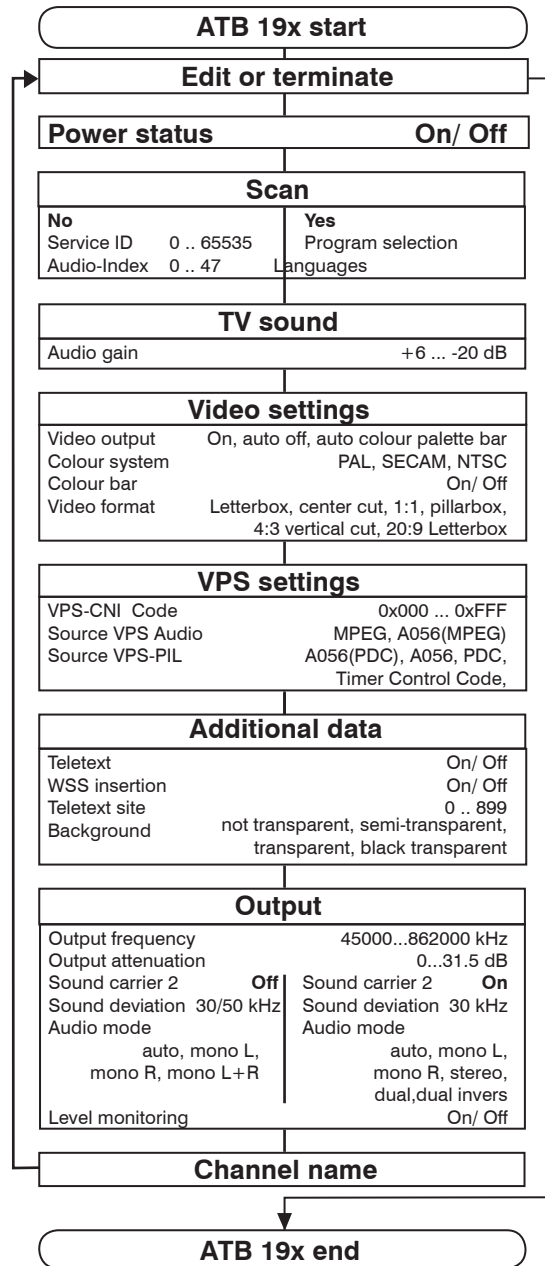 ATB 19x start
Edit or terminate
Power status On/ Off
Scan
No Yes
Service ID 0 .. 65535 Program selection
Audio-Index 0 .. 47 Languages
TV sound
Audio gain +6 ... -20 dB
Video settings
Video output On, auto off, auto colour palette bar
Colour system PAL, SECAM, NTSC
Colour bar On/ Off
Video format Letterbox, center cut, 1:1, pillarbox,
4:3 vertical cut, 20:9 Letterbox
VPS settings
VPS-CNI Code 0x000 ... 0xFFF
Source VPS Audio MPEG, A056(MPEG)
Source VPS-PIL A056(PDC), A056, PDC,
Timer Control Code,
Additional data
Teletext On/ Off
WSS insertion On/ Off
Teletext site 0 .. 899
Background not transparent, semi-transparent,
transparent, black transparent
Output
Output frequency 45000...862000 kHz
Output attenuation 0...31.5 dB
Sound carrier 2 Off Sound carrier 2 On
Sound deviation 30/50 kHz Sound deviation 30 kHz
Audio mode Audio mode
auto, mono L, auto, mono L,
mono R, mono L+R mono R, stereo,
dual,dual invers
Level monitoring On/ Off
Channel name
ATB 19x end